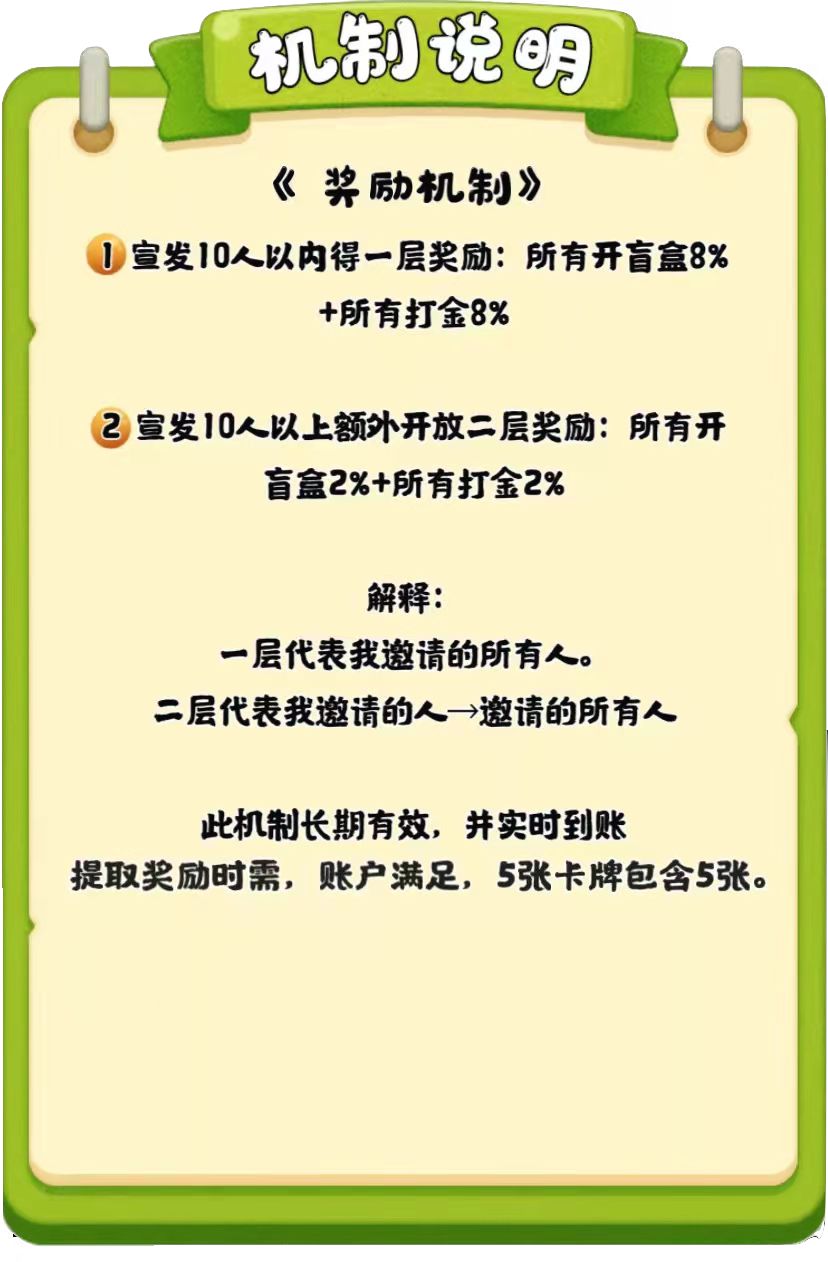 机制说明
《 奖励机制》
1 宣发10人以内得一层奖励：所有开盲盒8%
+所有打金8%
2 宣发10人以上额外开放二层奖励：所有开
盲盒2%+所有打金2%
解释：
一层代表我邀请的所有人。
二层代表我邀请的人→邀请的所有人
此机制长期有效，并实时到账
提取奖励时需，账户满足，5张卡牌包含5张。